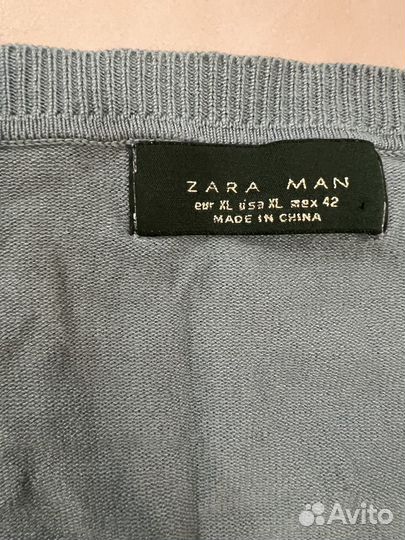 ZARA MAN
eur XL usa XL mex 42
MADE IN CHINA
Avito